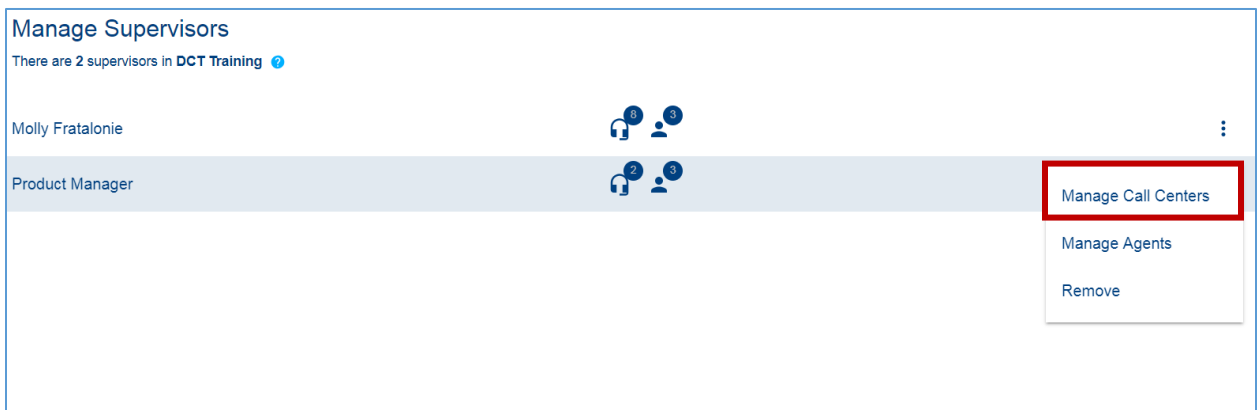 Manage Supervisors
There are 2 supervisors in DCT Training ?
Molly Fratalonie 8 3
Product Manager 2 3
Manage Call Centers
Manage Agents
Remove